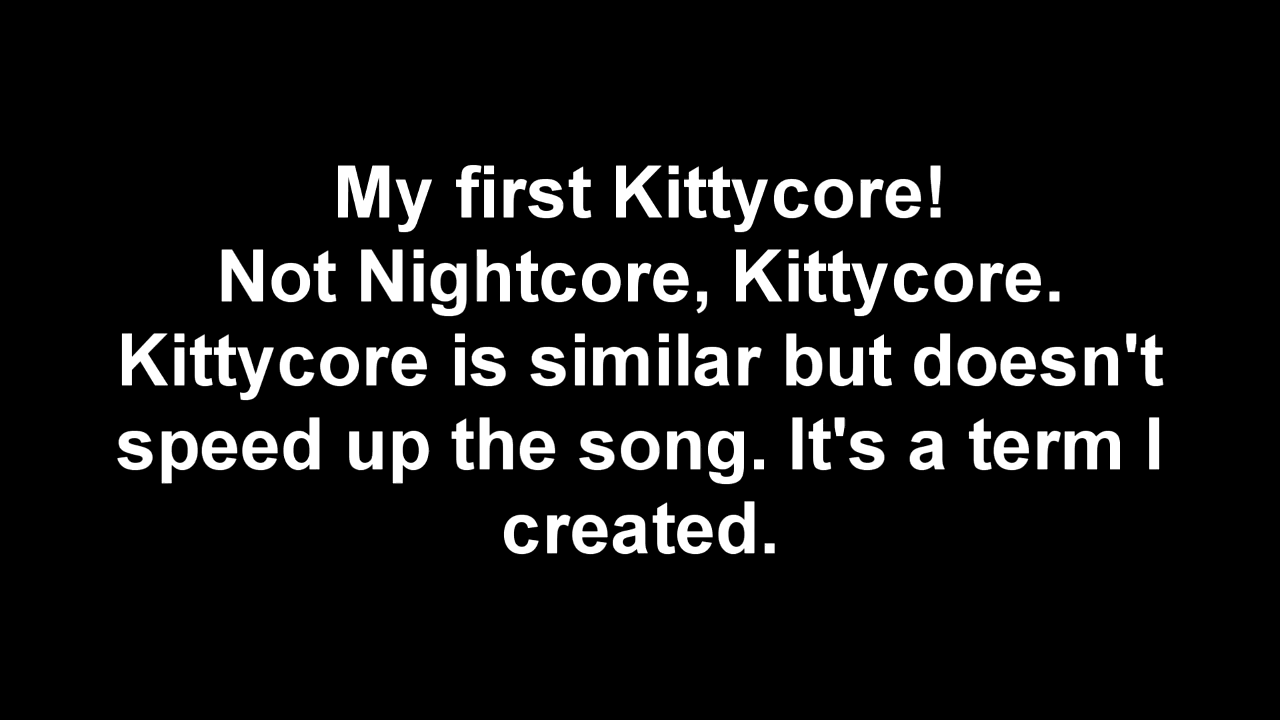 My first Kittycore!
Not Nightcore, Kittycore.
Kittycore is similar but doesn't
speed up the song. It's a term I
created.